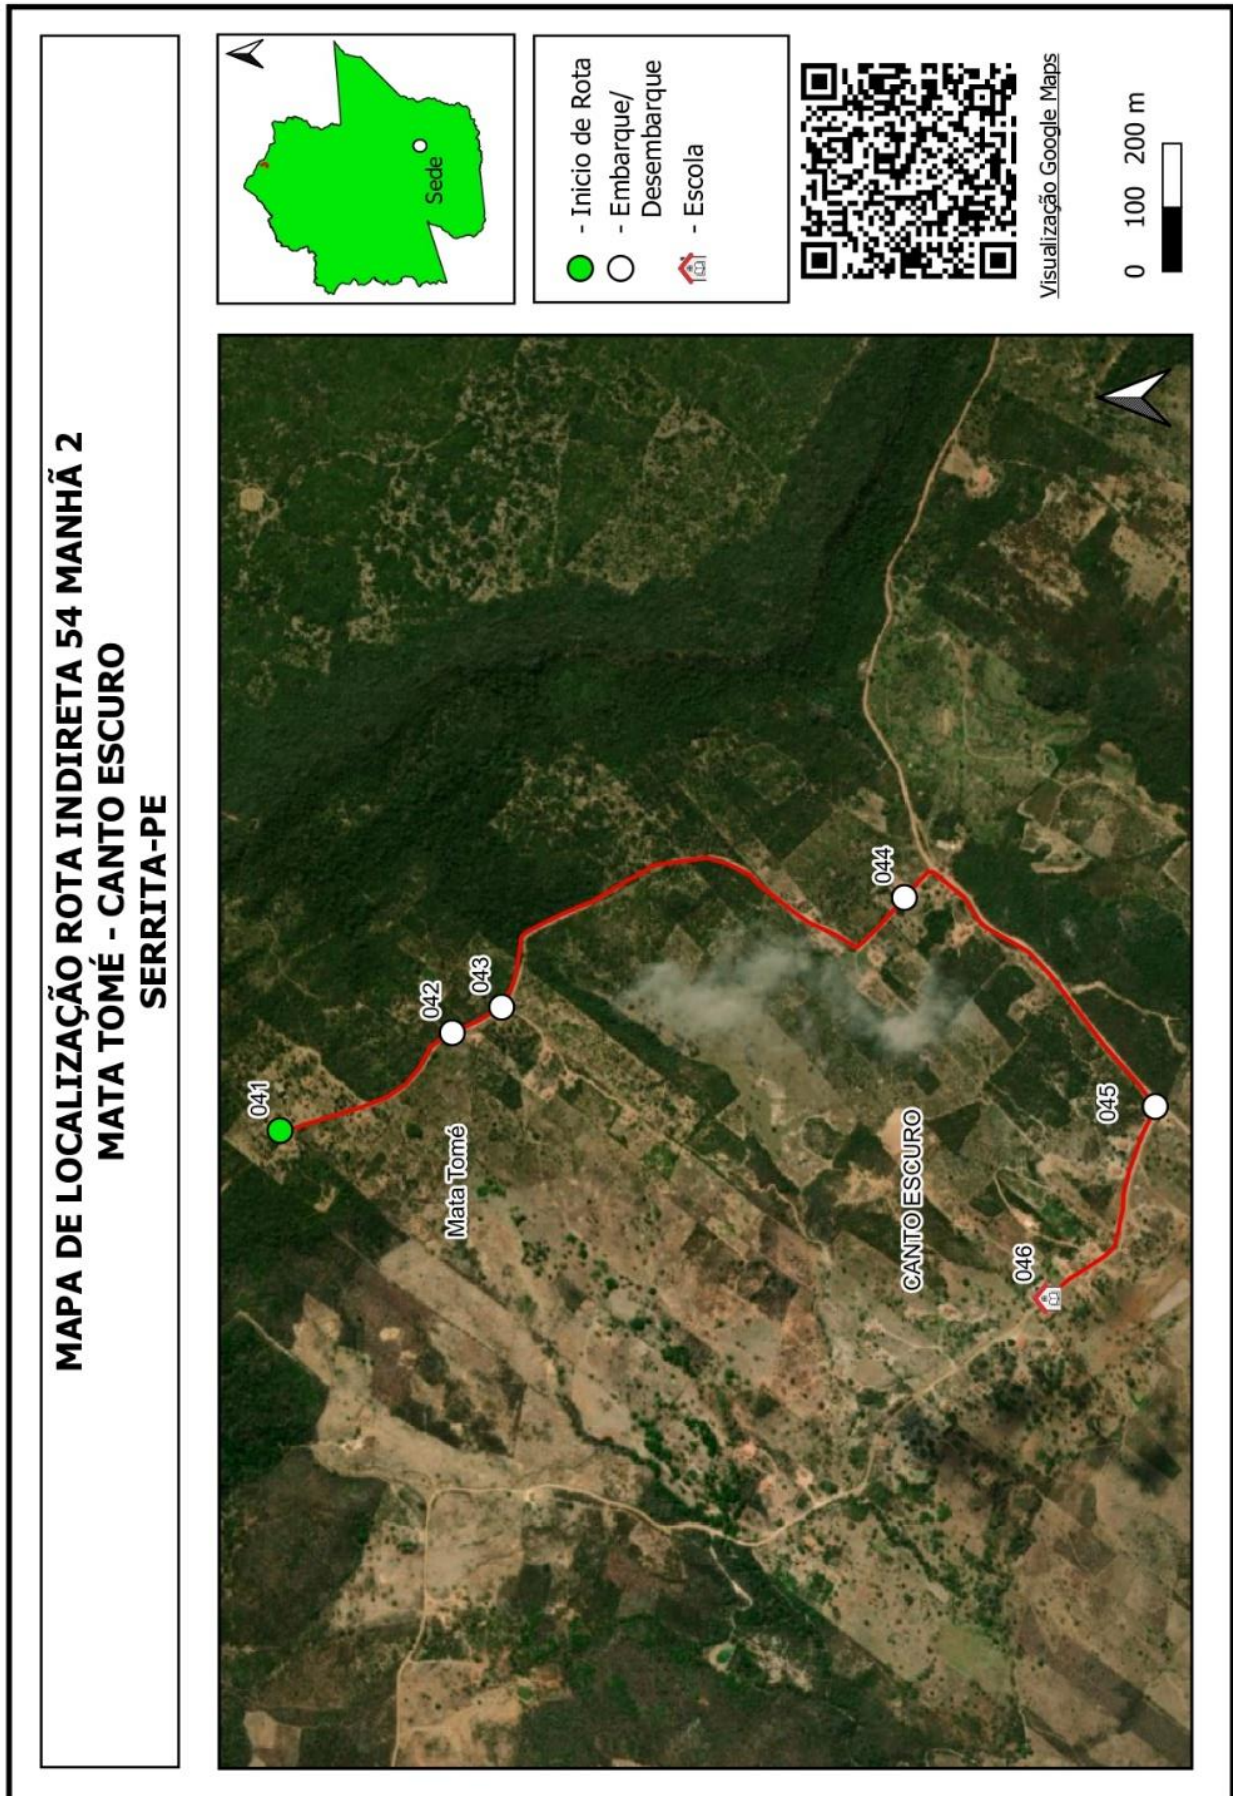 MAPA DE LOCALIZAÇÃO ROTA INDIRETA 54 MANHÃ 2
MATA TOMÉ - CANTO ESCURO
SERRITA-PE
041
042
043
Mata Tomé
044
CANTO ESCURO
046
045
Sede
- Inicio de Rota
- Embarque/
Desembarque
- Escola
Visualização Google Maps
0 100 200 m